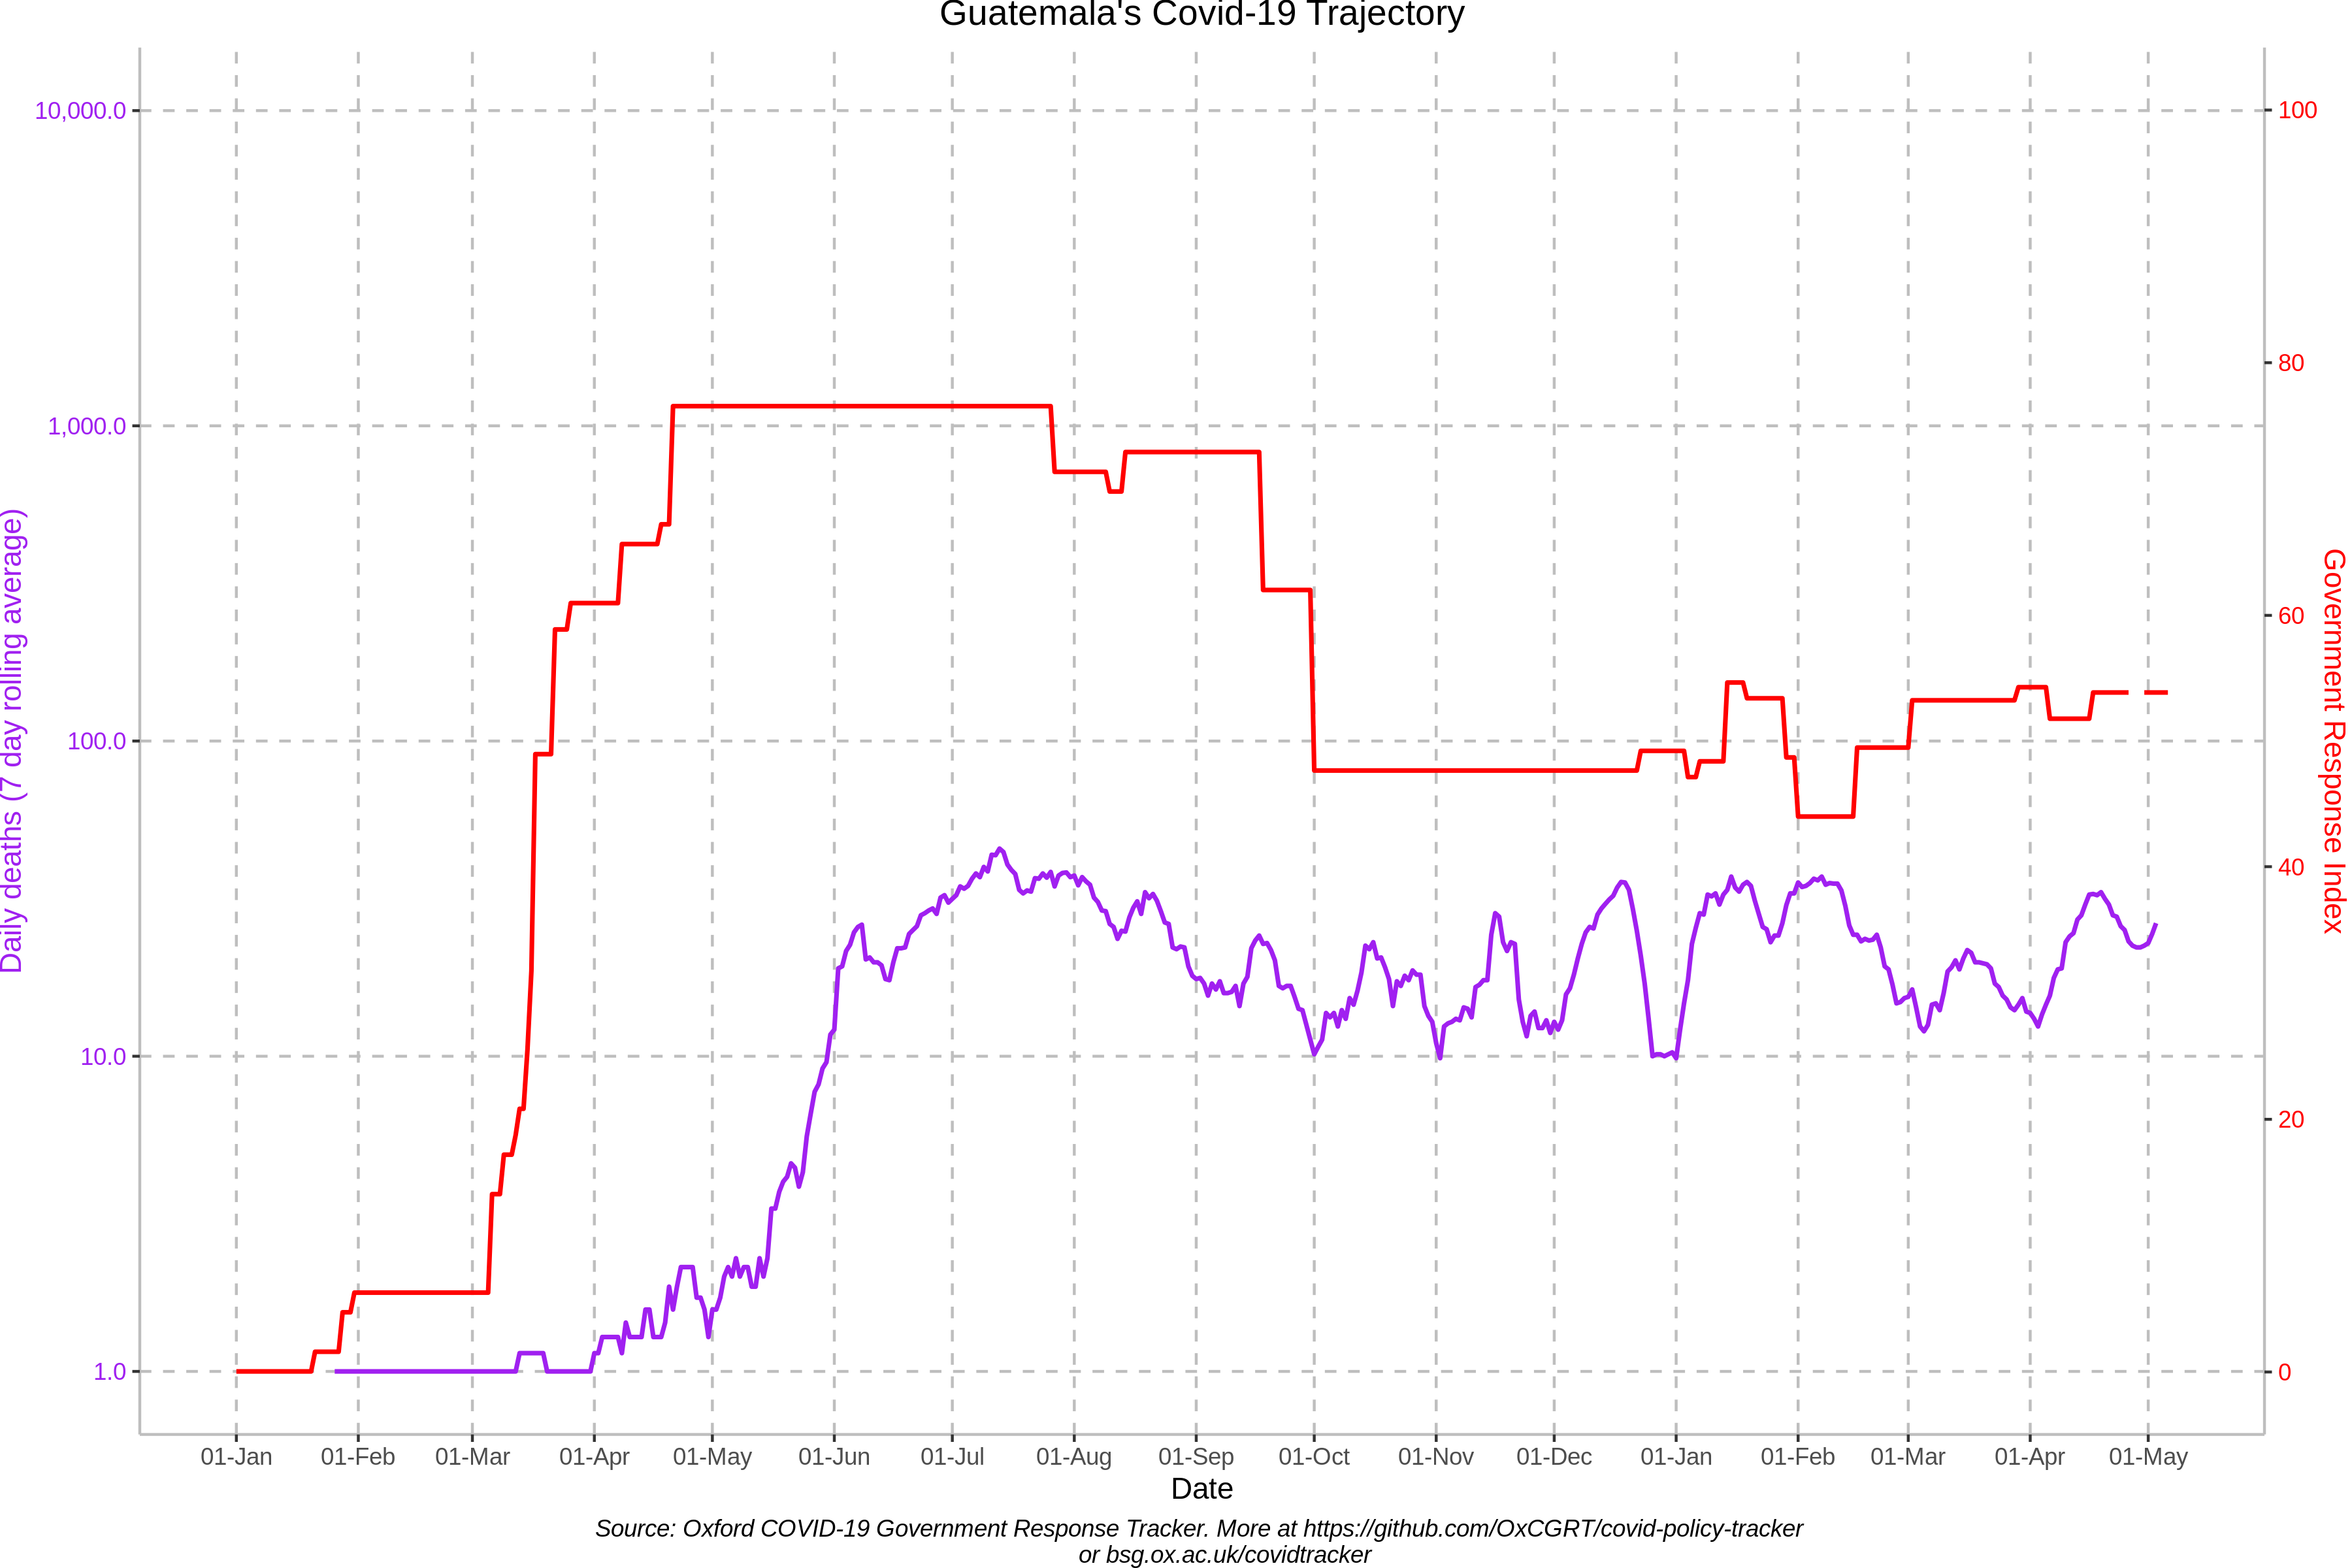 Guatemala's Covid-19 Trajectory
10,000.0
1,000.0
100.0
10.0
1.0
Daily deaths (7 day rolling average)
100
80
60
40
20
0
Government Response Index
01-Jan 01-Feb 01-Mar 01-Apr 01-May 01-Jun 01-Jul 01-Aug 01-Sep 01-Oct 01-Nov 01-Dec 01-Jan 01-Feb 01-Mar 01-Apr 01-May
Date
Source: Oxford COVID-19 Government Response Tracker. More at https://github.com/OxCGRT/covid-policy-tracker
or bsg.ox.ac.uk/covidtracker